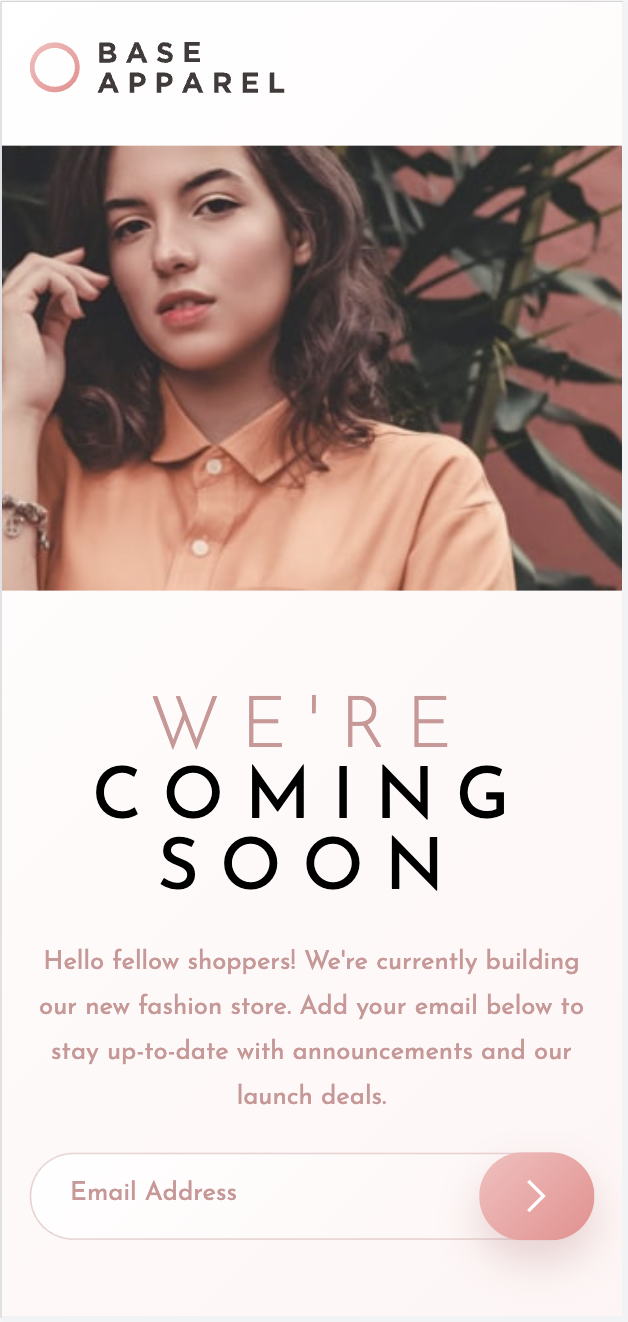 BASE
APPAREL
WE'RE
COMING
SOON
Hello fellow shoppers! We're currently building
our new fashion store. Add your email below to
stay up-to-date with announcements and our
launch deals.
Email Address